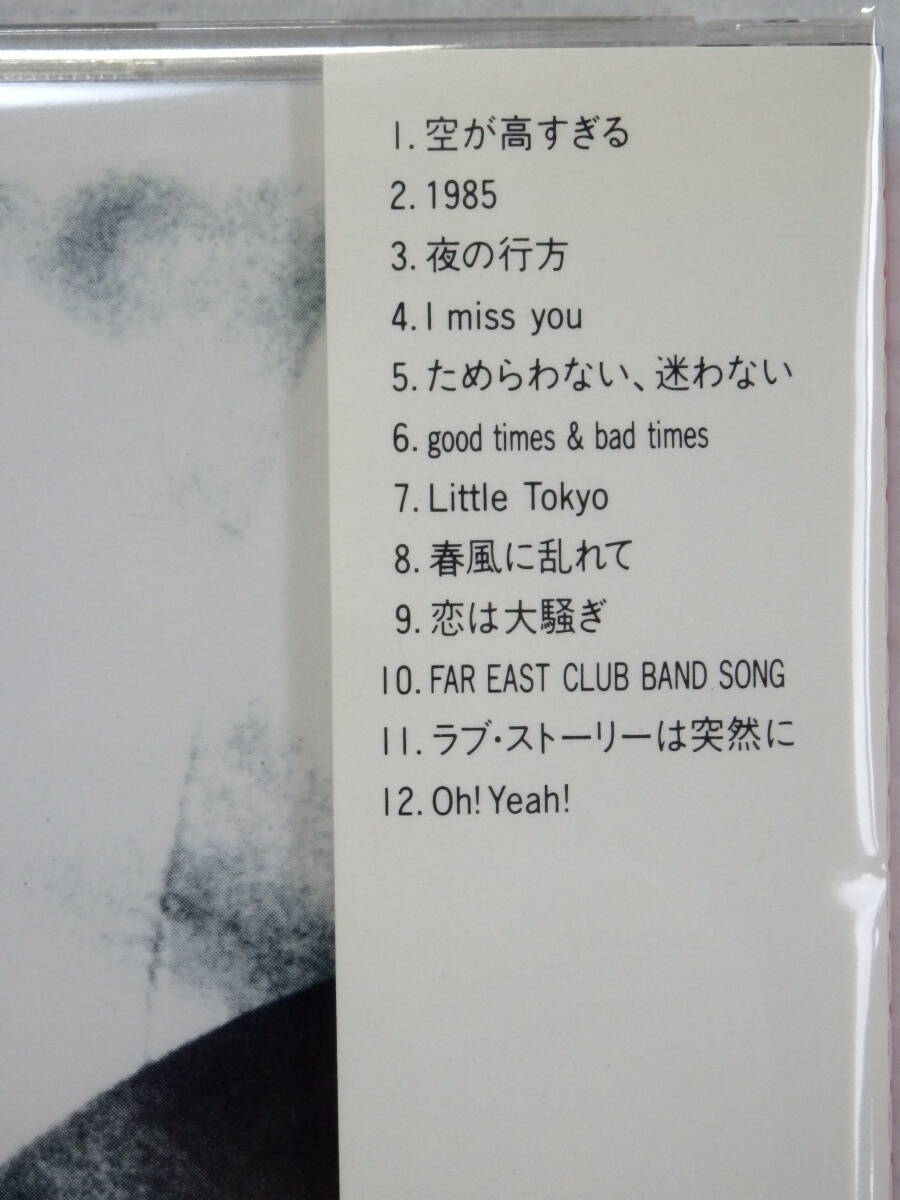 1. 空が高すぎる
2. 1985
3. 夜の行方
4. I miss you
5. ためらわない、迷わない
6. good times & bad times
7. Little Tokyo
8. 春風に乱れて
9. 恋は大騒ぎ
10. FAR EAST CLUB BAND SONG
11. ラブ・ストーリーは突然に
12. Oh! Yeah!